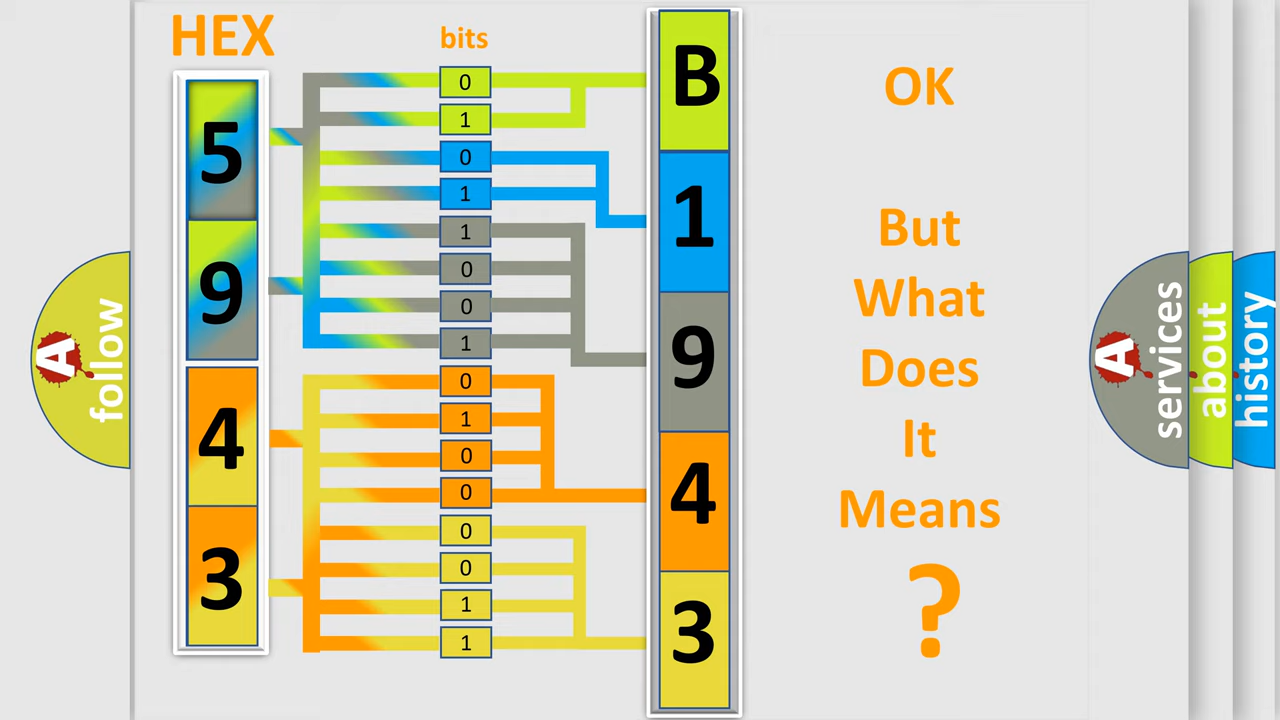 HEX
bits
5
9
4
3
0
1
0
1
1
0
0
1
0
1
0
0
0
0
1
1
B
1
9
4
3
OK
But
What
Does
It
Means
?
A
follow
A
services
about
history